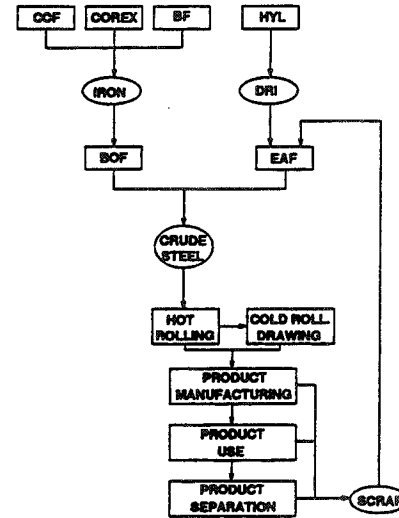 CCF COREX BF HYL
IRON DRI
BOF EAF
CRUDE
STEEL
HOT
ROLLING
COLD ROLL.
DRAWING
PRODUCT
MANUFACTURING
PRODUCT
USE
PRODUCT
SEPARATION
SCRAP